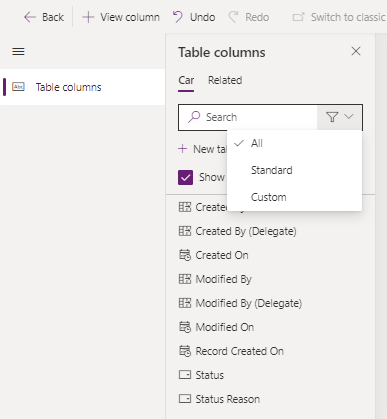 Back
View column
Undo
Redo
Switch to classic
Table columns
Car
Related
Abc
Table columns
Search
All
New
Standard
Show
Custom
Created
Created By (Delegate)
Created On
Modified By
Modified By (Delegate)
Modified On
Record Created On
Status
Status Reason